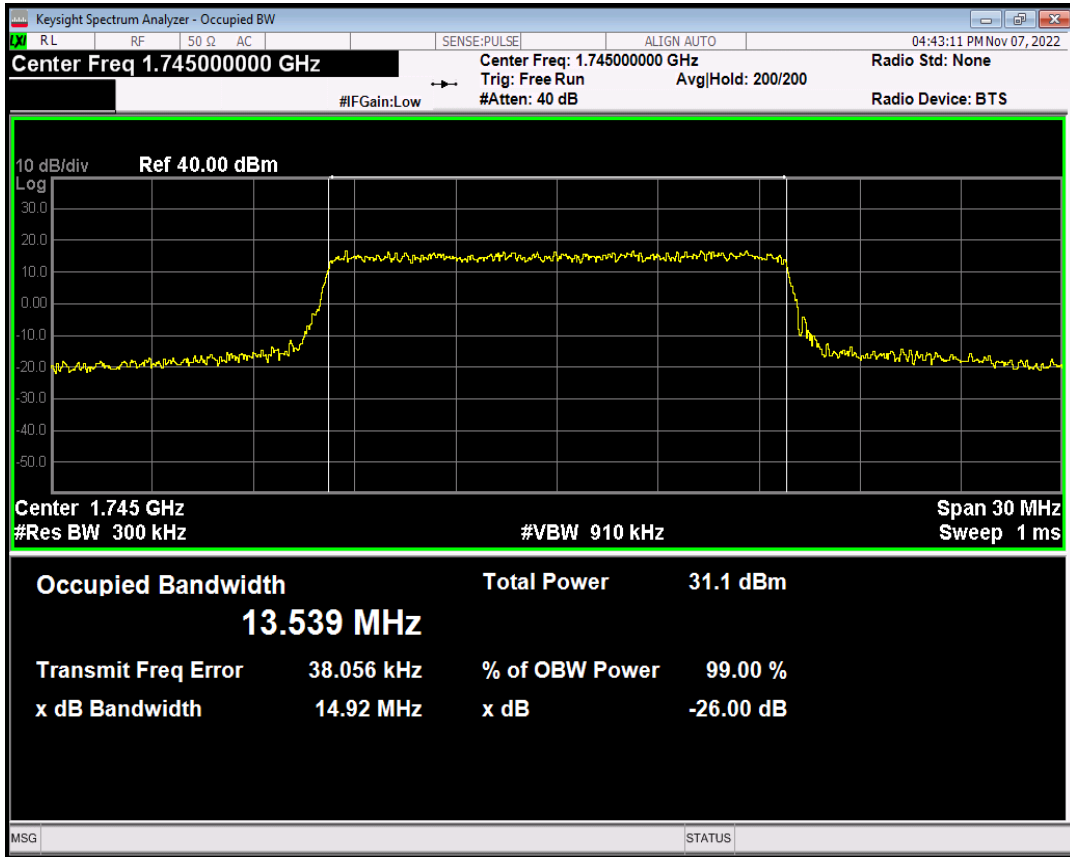 Keysight Spectrum Analyzer - Occupied BW
LXI RL RF 50 Ω AC SENSE:PULSE ALIGN AUTO 04:43:11 PM Nov 07, 2022
Center Freq 1.745000000 GHz
Center Freq: 1.745000000 GHz
Radio Std: None
Trig: Free Run Avg|Hold: 200/200
#IFGain:Low #Atten: 40 dB Radio Device: BTS
10 dB/div Ref 40.00 dBm
Log
30.0
20.0
10.0
0.00
-10.0
-20.0
-30.0
-40.0
-50.0
Center 1.745 GHz Span 30 MHz
#Res BW 300 kHz #VBW 910 kHz Sweep 1 ms
Occupied Bandwidth Total Power 31.1 dBm
13.539 MHz
Transmit Freq Error 38.056 kHz % of OBW Power 99.00 %
x dB Bandwidth 14.92 MHz x dB -26.00 dB
MSG STATUS